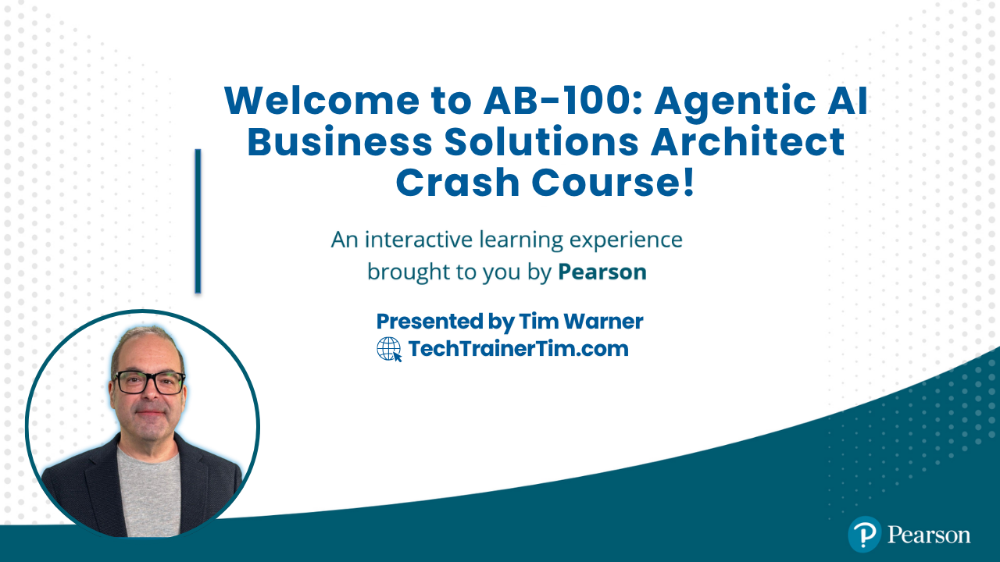 Welcome to AB-100: Agentic AI
Business Solutions Architect
Crash Course!
An interactive learning experience
brought to you by Pearson
Presented by Tim Warner
TechTrainerTim.com
Pearson